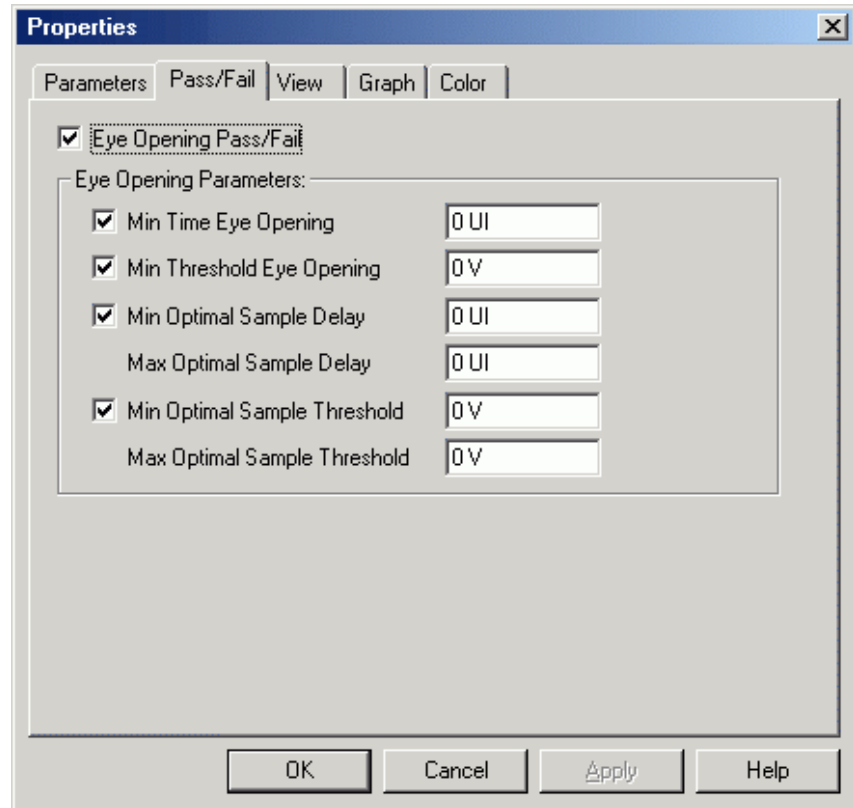 Properties
Parameters Pass/Fail View Graph Color
Eye Opening Pass/Fail
Eye Opening Parameters:
Min Time Eye Opening 0 UI
Min Threshold Eye Opening 0 V
Min Optimal Sample Delay 0 UI
Max Optimal Sample Delay 0 UI
Min Optimal Sample Threshold 0 V
Max Optimal Sample Threshold 0 V
OK Cancel Apply Help